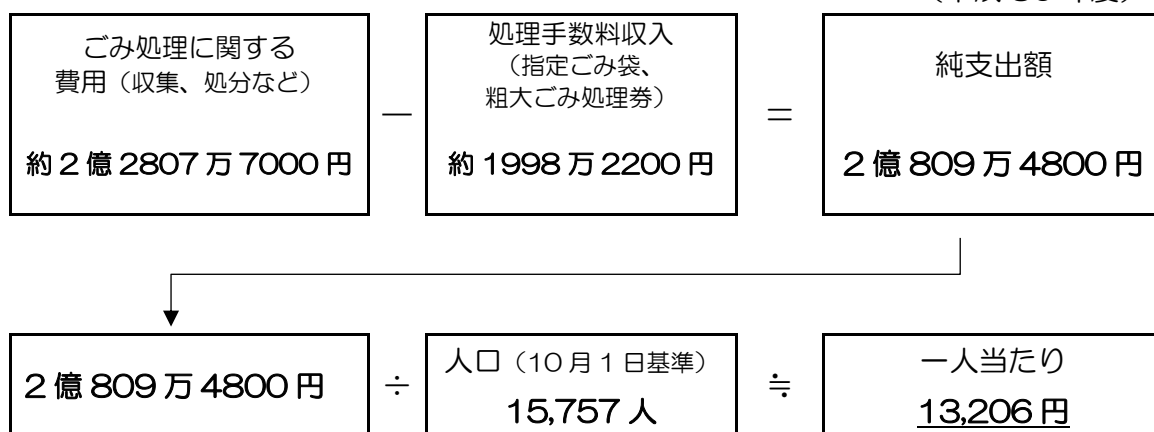 ごみ処理に関する
費用（収集、処分など）
約2億2807万7000円
－
処理手数料収入
（指定ごみ袋、
粗大ごみ処理券）
約1998万2200円
＝
純支出額
2億809万4800円
2億809万4800円
÷
人口（10月1日基準）
15,757人
≒
一人当たり
13,206円